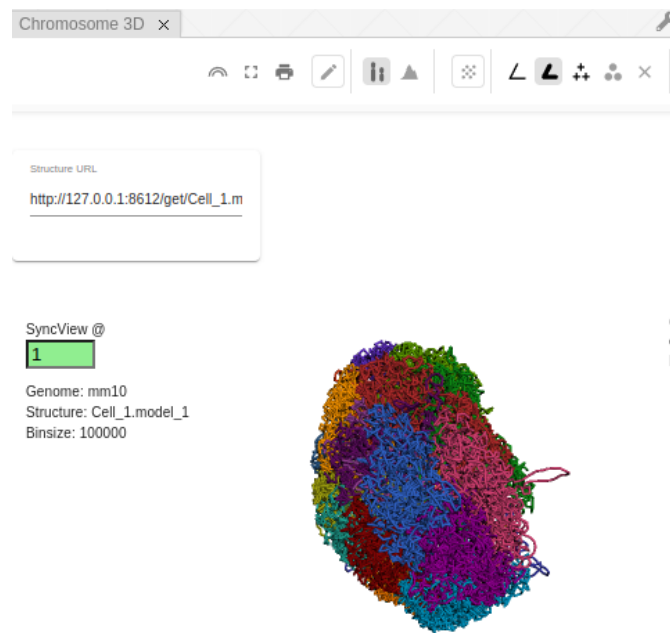 Chromosome 3D ×
Structure URL
http://127.0.0.1:8612/get/Cell_1.m
SyncView @
1
Genome: mm10
Structure: Cell_1.model_1
Binsize: 100000